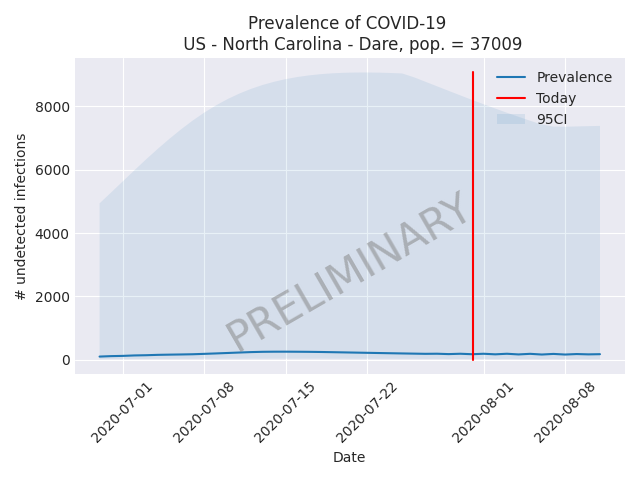 Prevalence of COVID-19
US - North Carolina - Dare, pop. = 37009
Prevalence
Today
95CI
# undetected infections
8000
6000
4000
2000
0
PRELIMINARY
2020-07-01
2020-07-08
2020-07-15
2020-07-22
2020-08-01
2020-08-08
Date